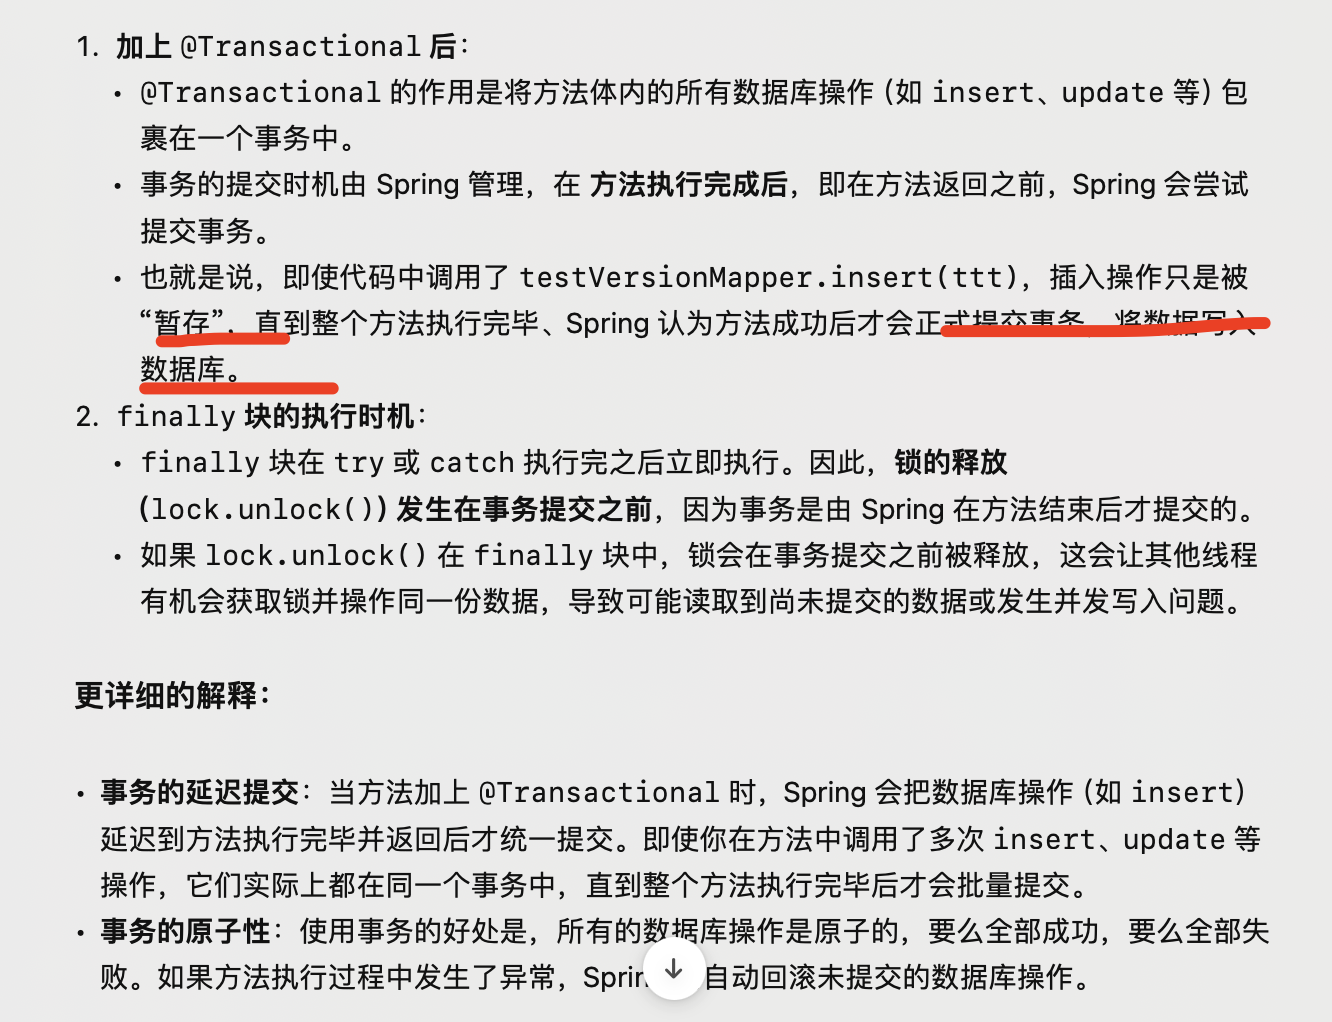 1. 加上 @Transactional 后：
• @Transactional 的作用是将方法体内的所有数据库操作（如 insert、update 等）包
裹在一个事务中。
• 事务的提交时机由 Spring 管理，在 方法执行完成后，即在方法返回之前，Spring 会尝试
提交事务。
• 也就是说，即使代码中调用了 testVersionMapper.insert(ttt)，插入操作只是被
“暂存”，直到整个方法执行完毕、Spring 认为方法成功后才会正式提交事务，将数据写入
数据库。
2. finally 块的执行时机：
• finally 块在 try 或 catch 执行完之后立即执行。因此，锁的释放
(lock.unlock()) 发生在事务提交之前，因为事务是由 Spring 在方法结束后才提交的。
• 如果 lock.unlock() 在 finally 块中，锁会在事务提交之前被释放，这会让其他线程
有机会获取锁并操作同一份数据，导致可能读取到尚未提交的数据或发生并发写入问题。
更详细的解释：
• 事务的延迟提交：当方法加上 @Transactional 时，Spring 会把数据库操作（如 insert）
延迟到方法执行完毕并返回后才统一提交。即使你在方法中调用了多次 insert、update 等
操作，它们实际上都在同一个事务中，直到整个方法执行完毕后才会批量提交。
• 事务的原子性：使用事务的好处是，所有的数据库操作是原子的，要么全部成功，要么全部失
败。如果方法执行过程中发生了异常，Sprin 自动回滚未提交的数据库操作。